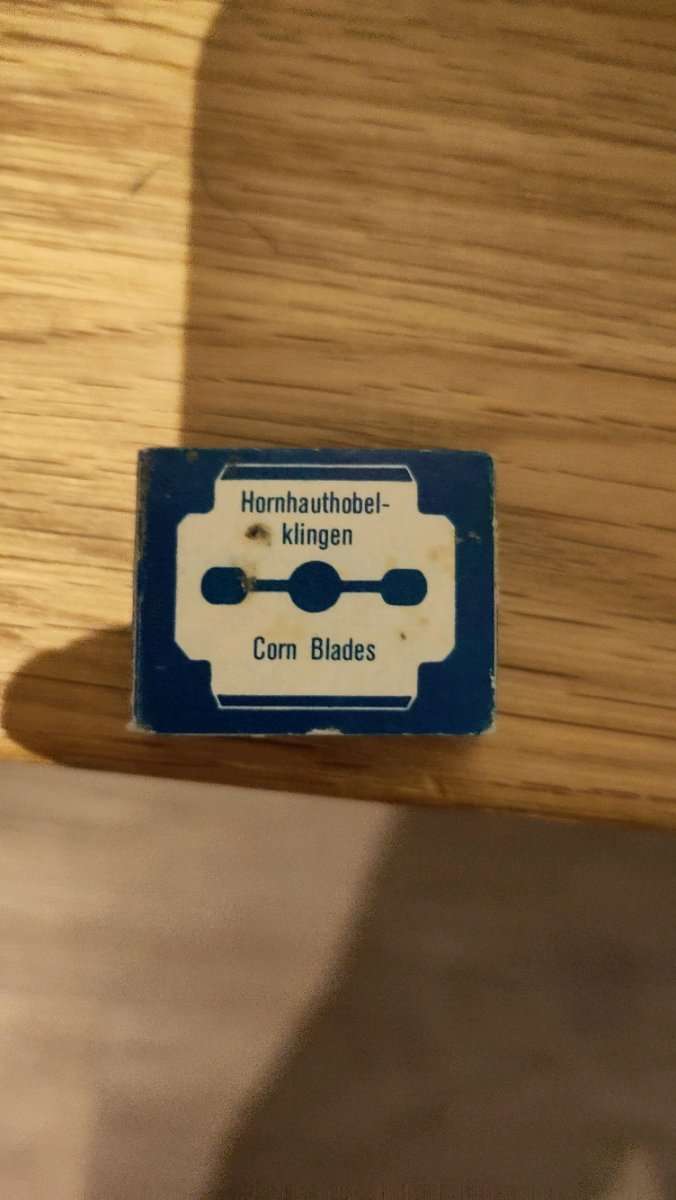 Hornhauthobel-
klingen
Corn Blades